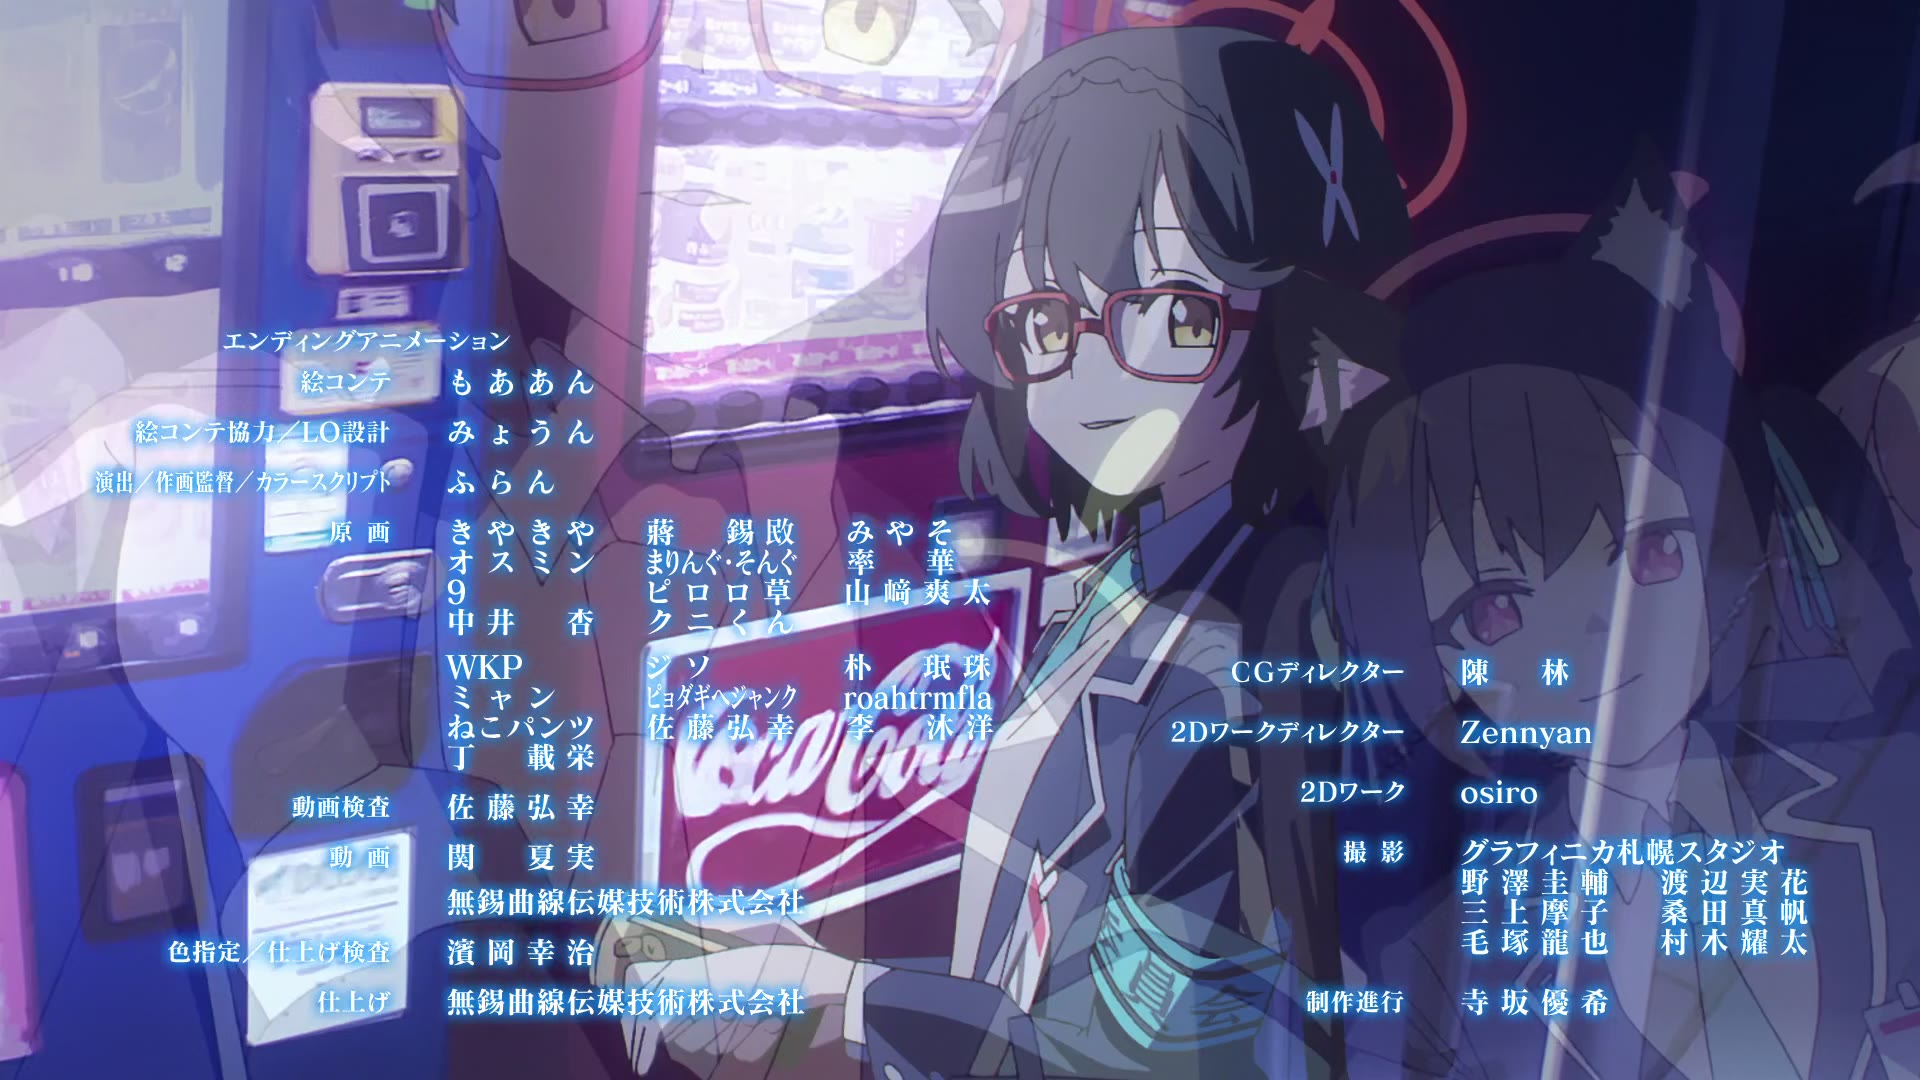 エンディングアニメーション
絵コンテ もああん
絵コンテ協力／LO設計 みょうん
演出／作画監督／カラースクリプト ふらん
原画 きやきや 蔣錫敃 みやそ
オスミン まりんぐ・そんぐ 率華
9 ピロロ草 山﨑爽太
中井杏 クニくん
WKP ジソ 朴珉珠
ミャン ピョダギヘジャンク roahtrmfla
ねこパンツ 佐藤弘幸 李沐洋
丁載栄
動画検査 佐藤弘幸
動画 関夏実
無錫曲線伝媒技術株式会社
色指定／仕上げ検査 濱岡幸治
仕上げ 無錫曲線伝媒技術株式会社
CGディレクター 陳林
2Dワークディレクター Zennyan
2Dワーク osiro
撮影 グラフィニカ札幌スタジオ
野澤圭輔 渡辺実花
三上摩子 桑田真帆
毛塚龍也 村木耀太
制作進行 寺坂優希
Coca-Cola
員会